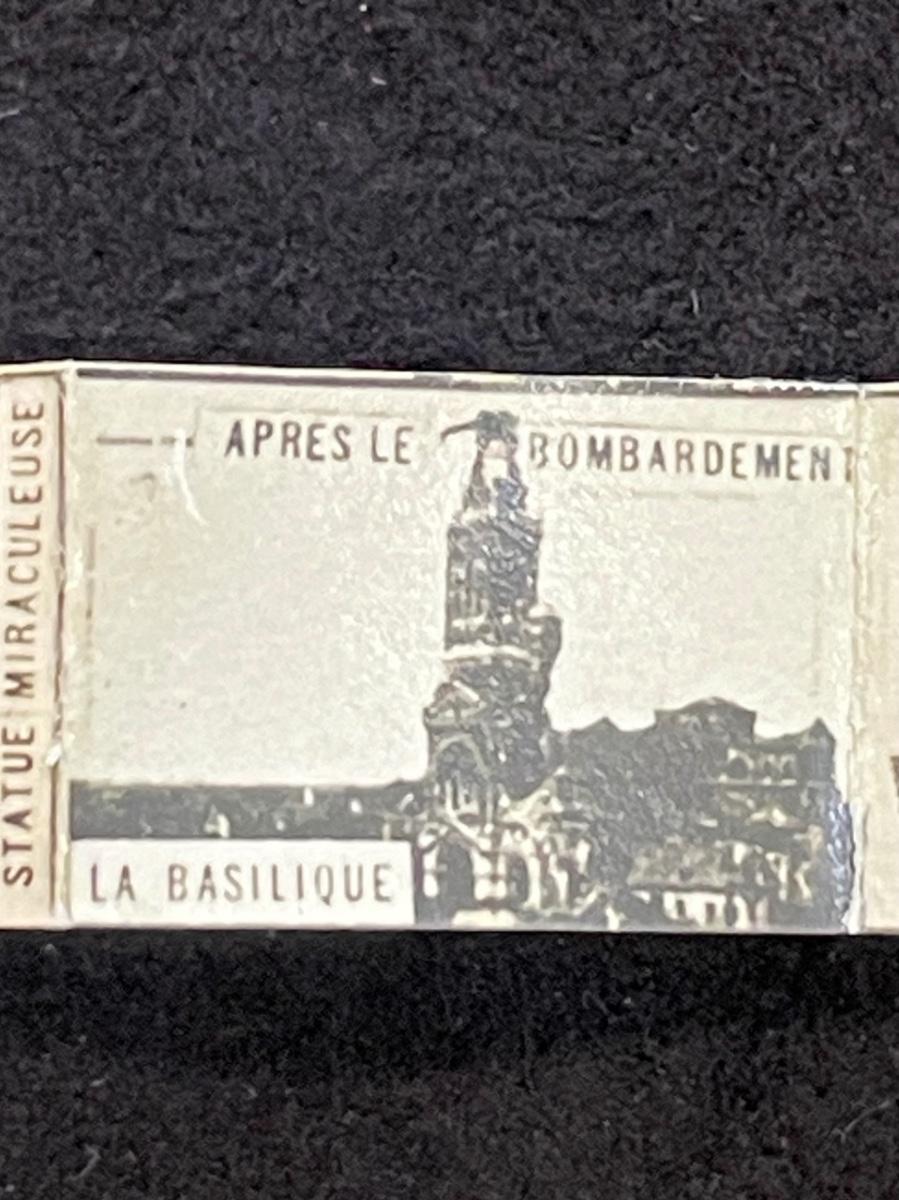 STATUE MIRACULEUSE
APRES LE BOMBARDEMENT
LA BASILIQUE